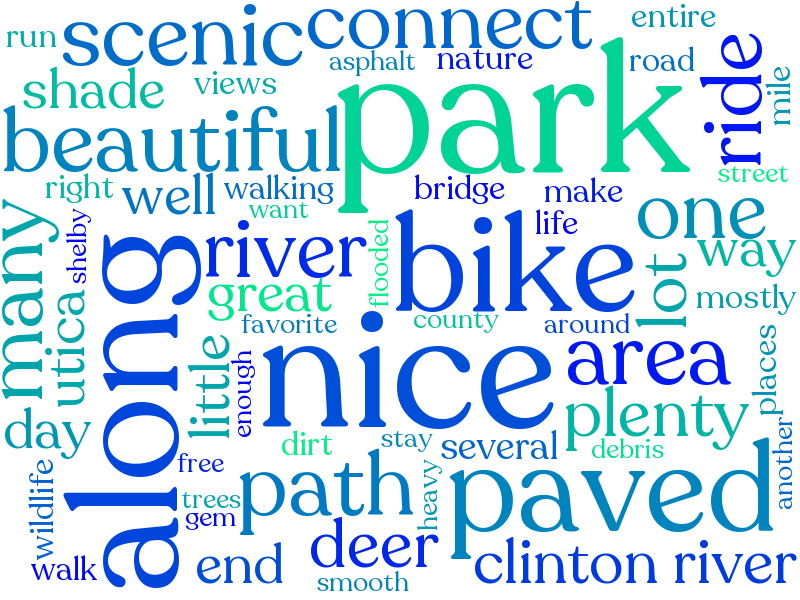 run
scenic
connect
entire
asphalt
nature
road
shade
views
park
ride
mile
beautiful
right
well
walking
want
bridge
make
life
street
many
shelby
along
river
flooded
bike
one
way
lot
mostly
utica
great
favorite
county
around
little
enough
nice
area
places
day
dirt
stay
several
plenty
debris
another
wildlife
free
trees
gem
path
heavy
paved
walk
end
deer
smooth
clinton river